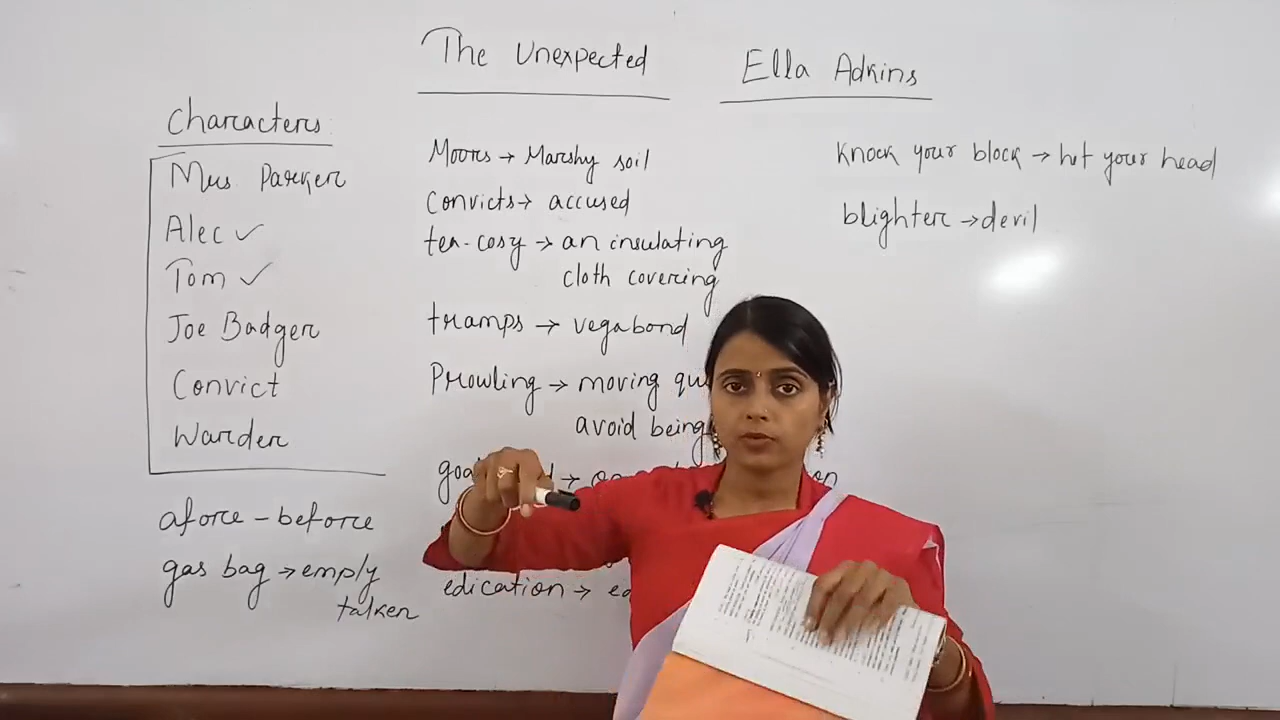 The Unexpected
Ella Adkins
Characters:
Mrs Parker
Alec ✓
Tom ✓
Joe Badger
Convict
Warder
afore - before
gas bag → emply
talker
Moors → Marshy soil
Convicts → accused
tea-cosy → an insulating
cloth covering
tramps → vegabond
Prowling → moving
avoid being
edication →
Knock your block → hit your head
blighter → devil